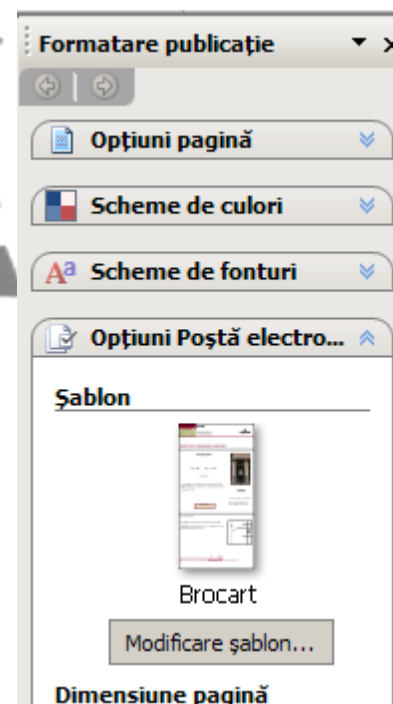 Formatare publicație
Opțiuni pagină
Scheme de culori
Scheme de fonturi
Opțiuni Poștă electro...
Șablon
Brocart
Modificare șablon...
Dimensiune pagină